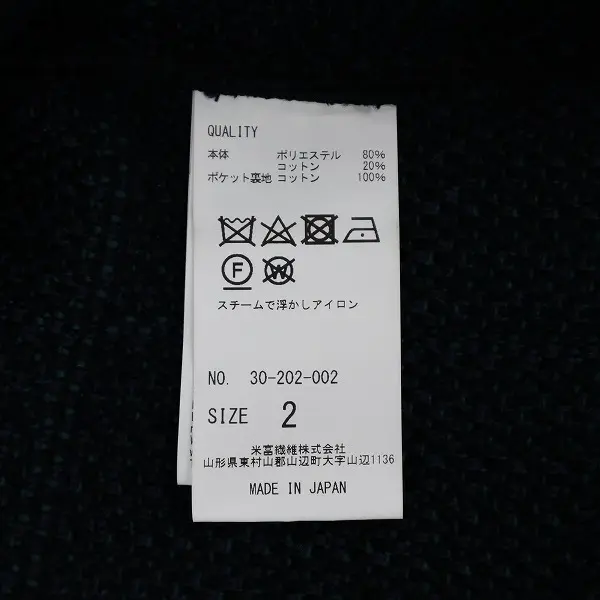 QUALITY
本体 ポリエステル 80%
コットン 20%
ポケット裏地 コットン 100%
F W
スチームで浮かしアイロン
NO. 30-202-002
SIZE 2
米富繊維株式会社
山形県東村山郡山辺町大字山辺1136
MADE IN JAPAN